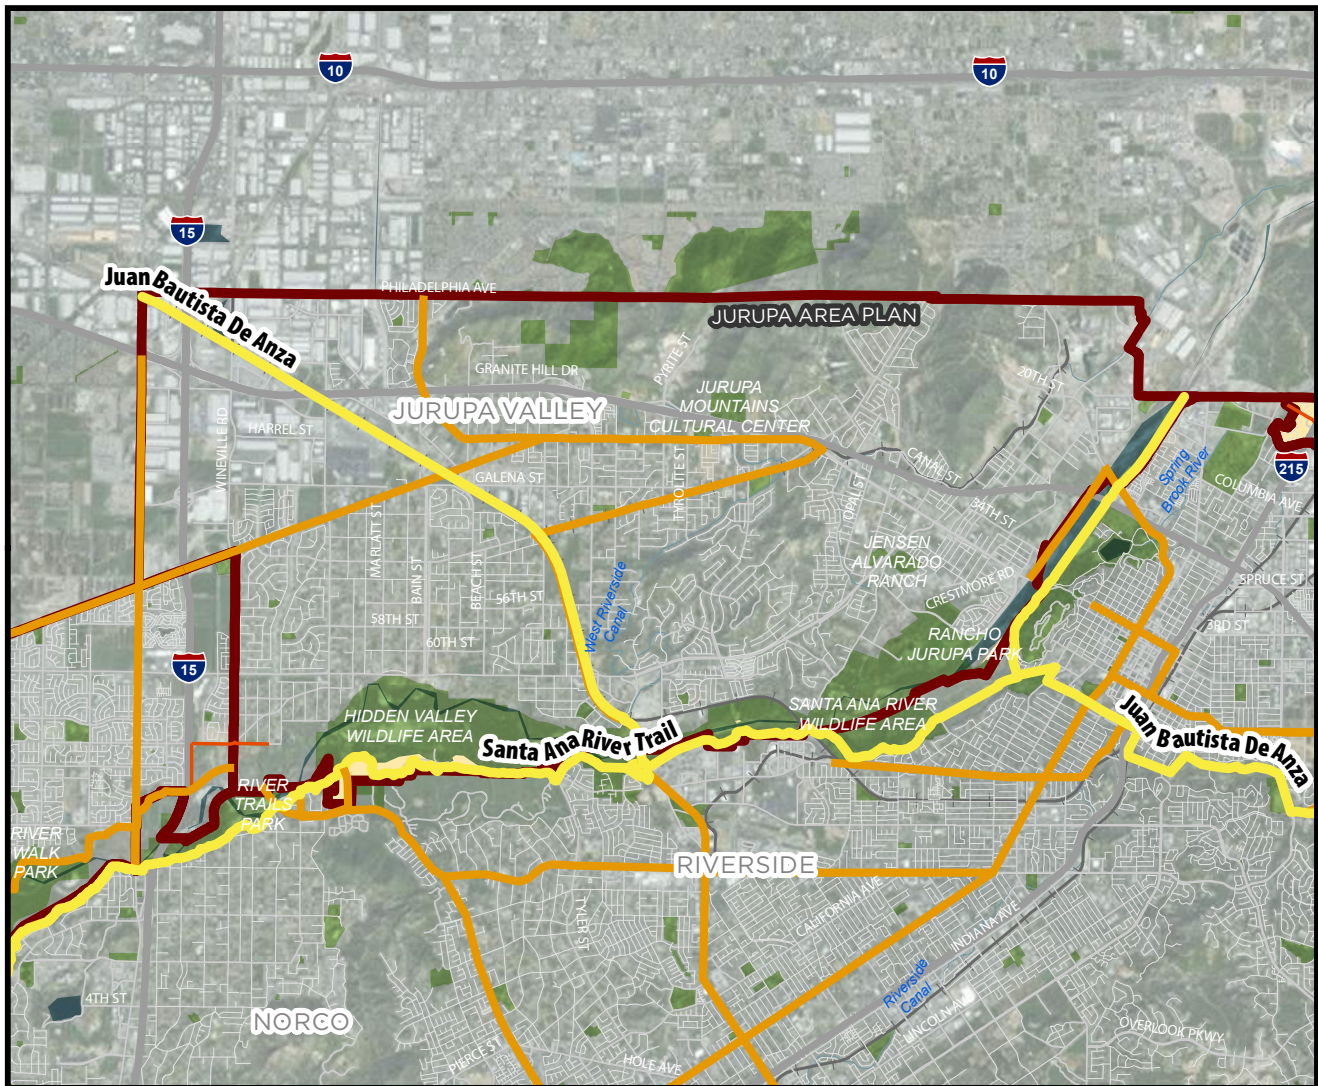 10
10
15
Juan Bautista De Anza
PHILADELPHIA AVE
JURUPA AREA PLAN
GRANITE HILL DR
PYRITE ST
20TH ST
JURUPA
MOUNTAINS
CULTURAL CENTER
JURUPA VALLEY
WINEVILLE RD
HARREL ST
GALENA ST
TYROLITE ST
CANAL ST
OPAL ST
34TH ST
Spring
Brook River
215
COLUMBIA AVE
MARLATT ST
BAIN ST
BEACH ST
56TH ST
58TH ST
60TH ST
West Riverside
Canal
JENSEN
ALVARADO
RANCH
CRESTMORE RD
SPRUCE ST
3RD ST
RANCHO
JURUPA PARK
15
HIDDEN VALLEY
WILDLIFE AREA
Santa Ana River Trail
SANTA ANA RIVER
WILDLIFE AREA
Juan Bautista De Anza
RIVER
TRAILS
PARK
RIVER
WALK
PARK
RIVERSIDE
TYLER ST
CALIFORNIA AVE
INDIANA AVE
Riverside
Canal
LINCOLN AV
OVERLOOK PKWY
4TH ST
NORCO
PIERCE ST
HOLE AVE